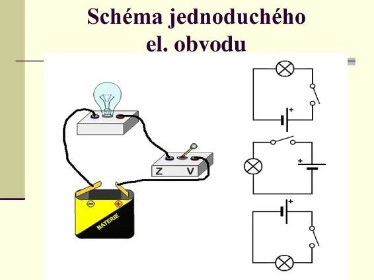 Schéma jednoduchého
el. obvodu
Z V
BATERIE
+
+
+